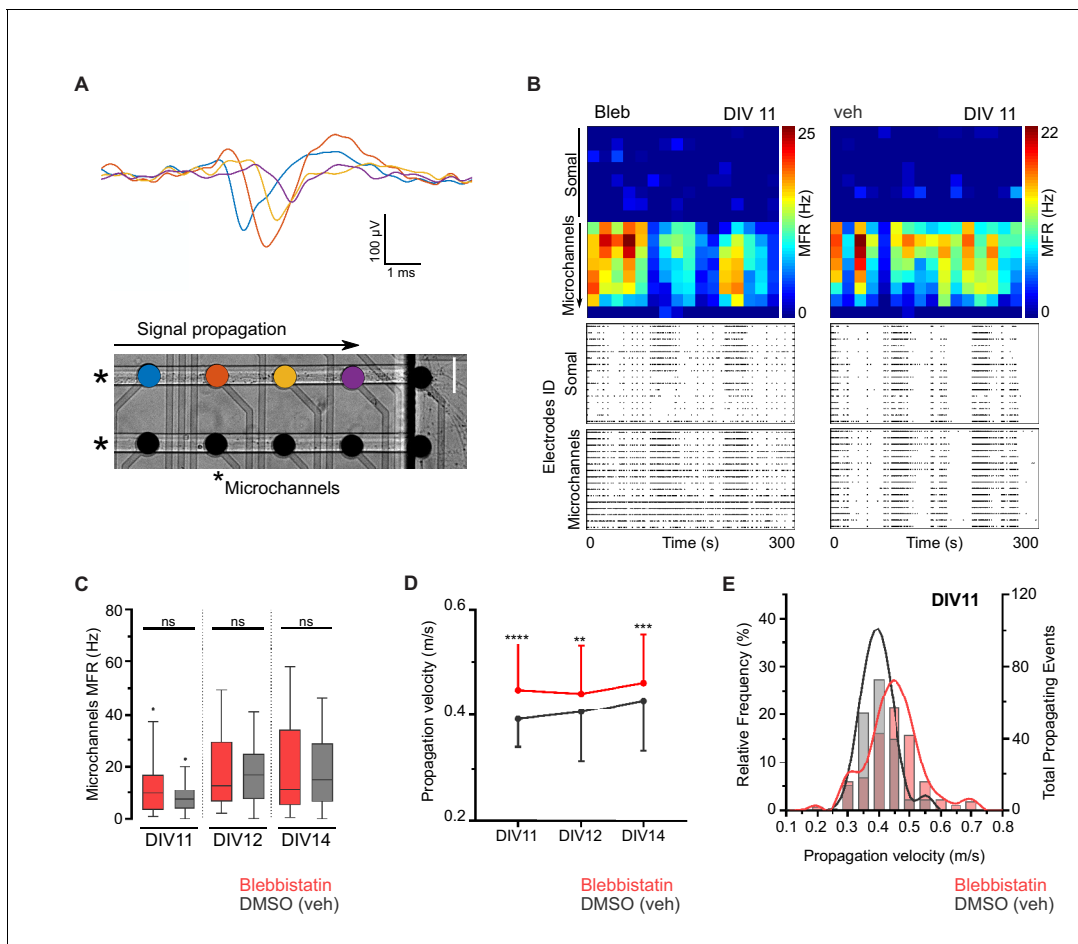 A
100 µV
1 ms
Signal propagation
*
*
*Microchannels
B
Bleb DIV 11
veh DIV 11
Somal
Microchannels
25
MFR (Hz)
0
22
MFR (Hz)
0
Electrodes ID
Somal
Microchannels
0 Time (s) 300
0 Time (s) 300
C
Microchannels MFR (Hz)
80
60
40
20
0
ns ns ns
* *
DIV11 DIV12 DIV14
Blebbistatin
DMSO (veh)
D
Propagation velocity (m/s)
0.6
0.4
0.2
**** ** ***
DIV11 DIV12 DIV14
Blebbistatin
DMSO (veh)
E
DIV11
Relative Frequency (%)
40
30
20
10
0
120
80
40
0
Total Propagating Events
0.1 0.2 0.3 0.4 0.5 0.6 0.7 0.8
Propagation velocity (m/s)
Blebbistatin
DMSO (veh)